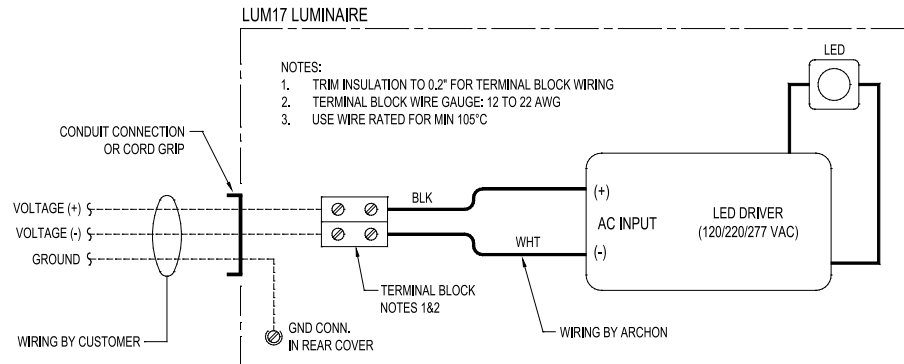 LUM17 LUMINAIRE
LED
NOTES:
1. TRIM INSULATION TO 0.2" FOR TERMINAL BLOCK WIRING
2. TERMINAL BLOCK WIRE GAUGE: 12 TO 22 AWG
3. USE WIRE RATED FOR MIN 105°C
CONDUIT CONNECTION
OR CORD GRIP
VOLTAGE (+)
VOLTAGE (-)
GROUND
BLK
WHT
(+)
AC INPUT
(-)
LED DRIVER
(120/220/277 VAC)
TERMINAL BLOCK
NOTES 1&2
WIRING BY CUSTOMER
GND CONN.
IN REAR COVER
WIRING BY ARCHON